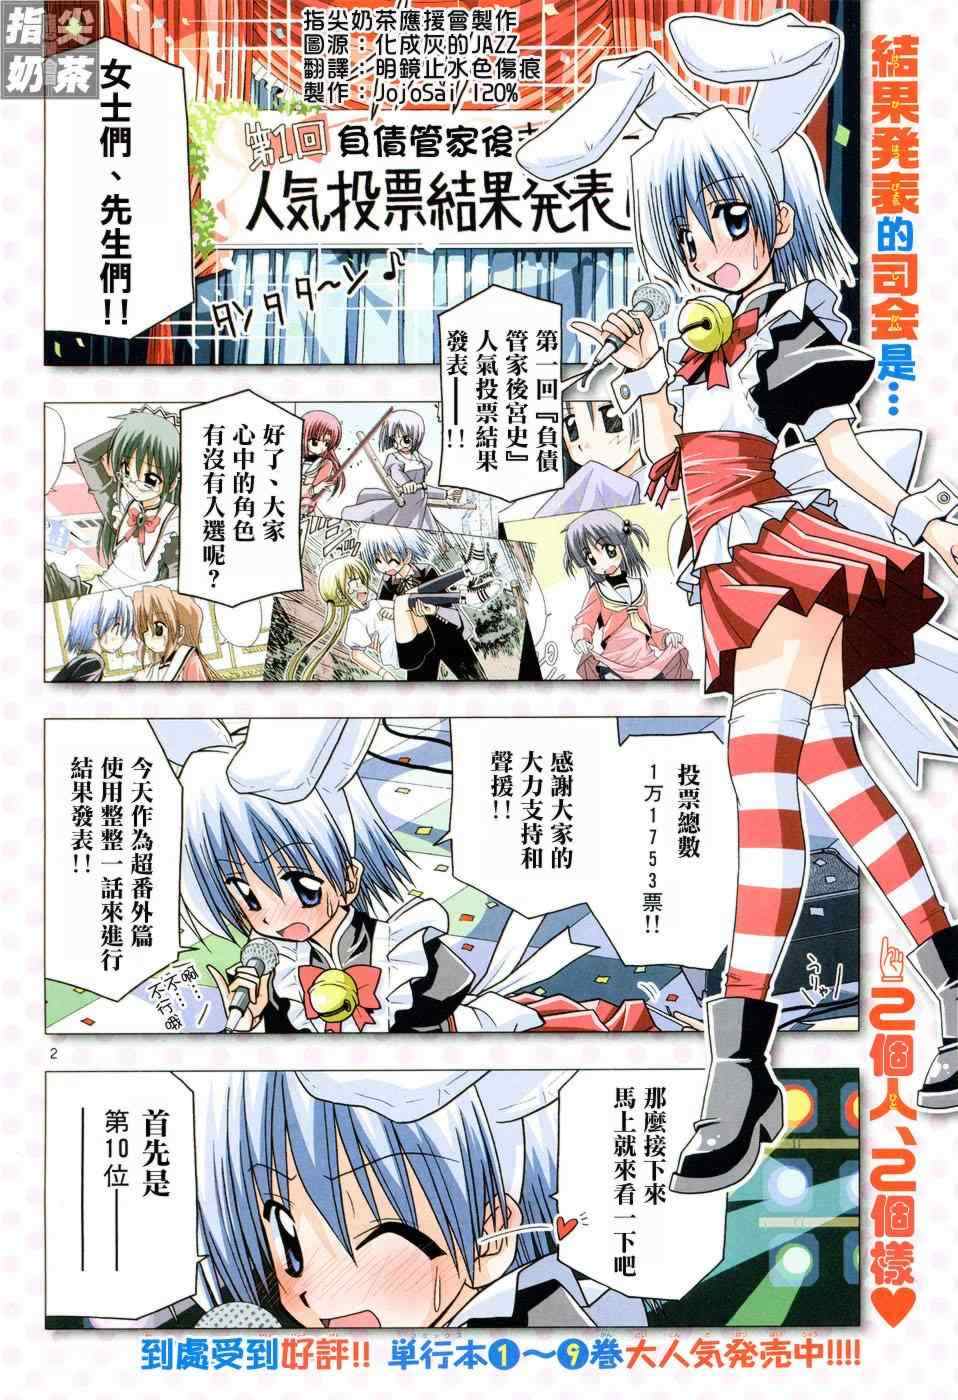 指尖
奶茶
指尖奶茶應援會製作
圖源：化成灰的JAZZ
翻譯：明鏡止水色傷痕
製作：JojoSai 120%
女士們、先生們!!
第1回 負債管家後
人気投票結果発表
タンタターン♪
結果発表的司会是…
第一回『負債
管家後宮史』
人氣投票結果
發表——!!
好了、大家
心中的角色
有沒有人選呢？
投票總數
1万1753票!!
感謝大家的
大力支持和
聲援!!
今天作為超番外篇
使用整整一話來進行
結果發表!!
啊…
不…
不行哦
2個人、2個樣♥
2
那麼接下來
馬上就來看一下吧
首先是
第10位——
到處受到好評!! 単行本1～9巻大人気発売中!!!!